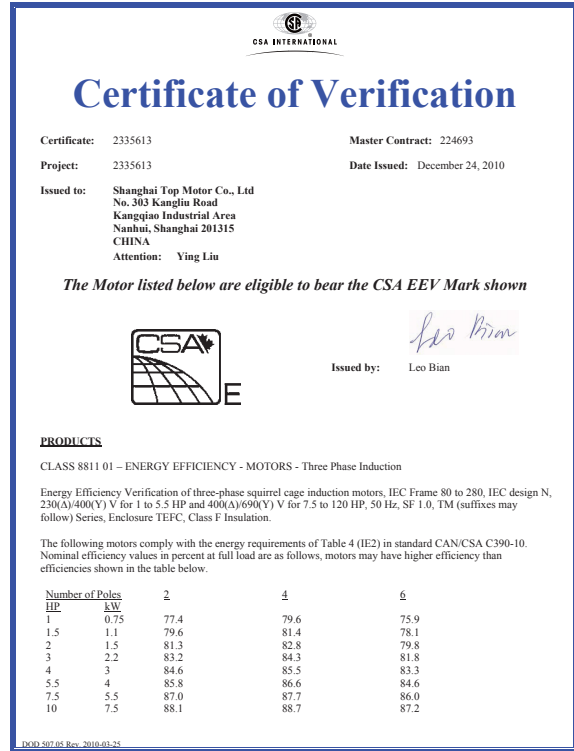 CSA INTERNATIONAL
Certificate of Verification
Certificate: 2335613 Master Contract: 224693
Project: 2335613 Date Issued: December 24, 2010
Issued to: Shanghai Top Motor Co., Ltd
No. 303 Kangliu Road
Kangqiao Industrial Area
Nanhui, Shanghai 201315
CHINA
Attention: Ying Liu
The Motor listed below are eligible to bear the CSA EEV Mark shown
Leo Bian
CSA
E
Issued by: Leo Bian
PRODUCTS
CLASS 8811 01 – ENERGY EFFICIENCY - MOTORS - Three Phase Induction
Energy Efficiency Verification of three-phase squirrel cage induction motors, IEC Frame 80 to 280, IEC design N,
230(Δ)/400(Y) V for 1 to 5.5 HP and 400(Δ)/690(Y) V for 7.5 to 120 HP, 50 Hz, SF 1.0, TM (suffixes may
follow) Series, Enclosure TEFC, Class F Insulation.
The following motors comply with the energy requirements of Table 4 (IE2) in standard CAN/CSA C390-10.
Nominal efficiency values in percent at full load are as follows, motors may have higher efficiency than
efficiencies shown in the table below.
Number of Poles 2 4 6
HP kW
1 0.75 77.4 79.6 75.9
1.5 1.1 79.6 81.4 78.1
2 1.5 81.3 82.8 79.8
3 2.2 83.2 84.3 81.8
4 3 84.6 85.5 83.3
5.5 4 85.8 86.6 84.6
7.5 5.5 87.0 87.7 86.0
10 7.5 88.1 88.7 87.2
DOD 507.05 Rev. 2010-03-25